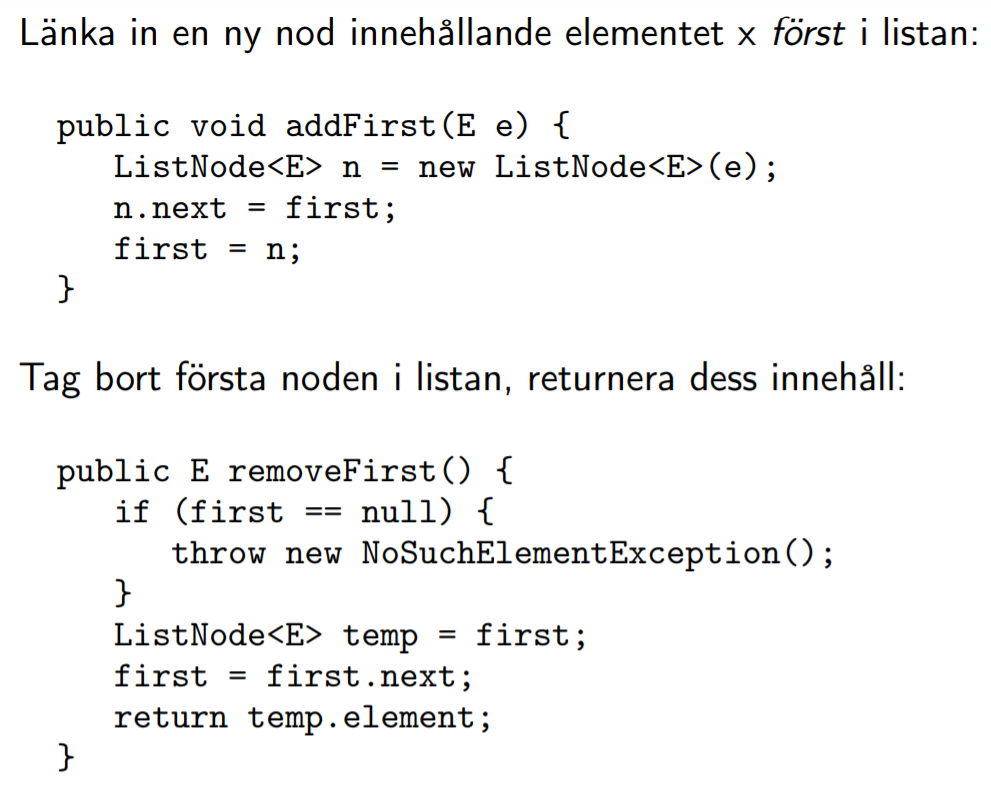 Länka in en ny nod innehållande elementet x först i listan:
public void addFirst(E e) {
ListNode<E> n = new ListNode<E>(e);
n.next = first;
first = n;
}
Tag bort första noden i listan, returnera dess innehåll:
public E removeFirst() {
if (first == null) {
throw new NoSuchElementException();
}
ListNode<E> temp = first;
first = first.next;
return temp.element;
}